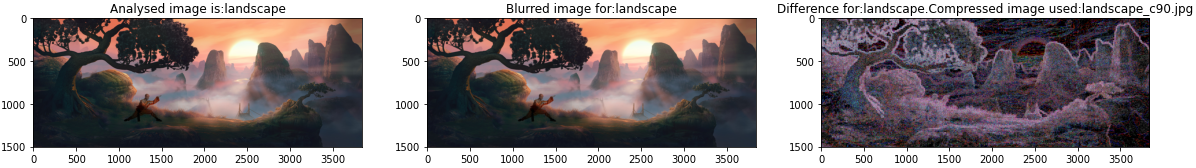 Analysed image is:landscape
Blurred image for:landscape
Difference for:landscape.Compressed image used:landscape_c90.jpg
0
500
1000
1500
0 500 1000 1500 2000 2500 3000 3500
0
500
1000
1500
0 500 1000 1500 2000 2500 3000 3500
0
500
1000
1500
0 500 1000 1500 2000 2500 3000 3500